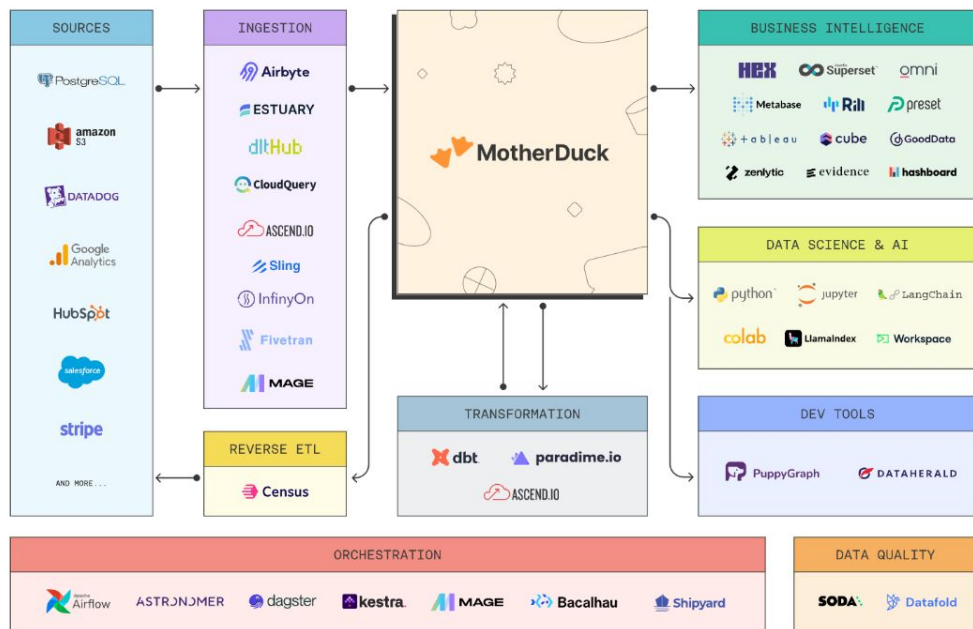 SOURCES
PostgreSQL
amazon
S3
DATADOG
Google
Analytics
HubSpot
salesforce
stripe
AND MORE...
INGESTION
Airbyte
ESTUARY
dltHub
CloudQuery
ASCEND.IO
Sling
InfinyOn
Fivetran
MAGE
REVERSE ETL
Census
MotherDuck
TRANSFORMATION
dbt
paradime.io
ASCEND.IO
BUSINESS INTELLIGENCE
HEX
Superset
omni
Metabase
Rill
preset
+ableau
cube
GoodData
zenlytic
evidence
hashboard
DATA SCIENCE & AI
python
jupyter
LangChain
colab
LlamaIndex
Workspace
DEV TOOLS
PuppyGraph
DATAHERALD
ORCHESTRATION
Apache
Airflow
ASTRONOMER
dagster
kestra
MAGE
Bacalhau
Shipyard
DATA QUALITY
SODA
Datafold